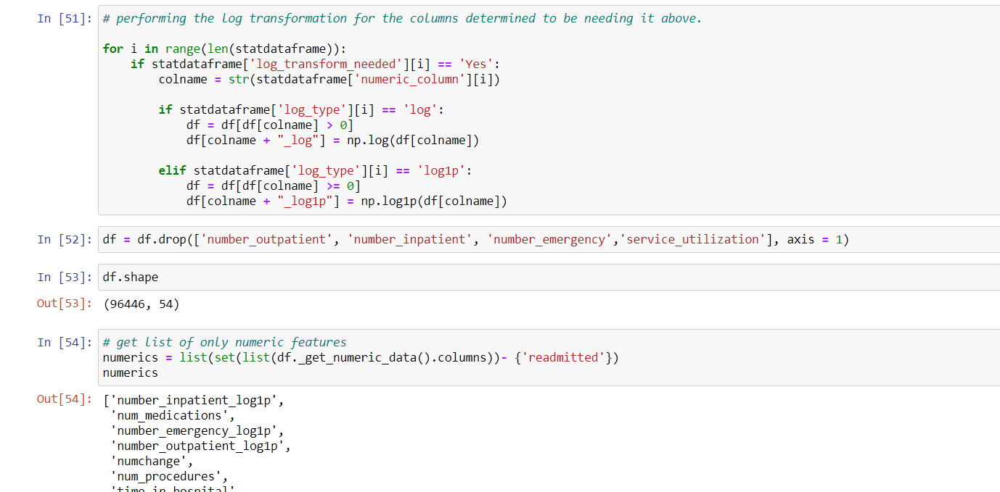 In [51]: # performing the log transformation for the columns determined to be needing it above.
for i in range(len(statdataframe)):
    if statdataframe['log_transform_needed'][i] == 'Yes':
        colname = str(statdataframe['numeric_column'][i])
        if statdataframe['log_type'][i] == 'log':
            df = df[df[colname] > 0]
            df[colname + "_log"] = np.log(df[colname])
        elif statdataframe['log_type'][i] == 'log1p':
            df = df[df[colname] >= 0]
            df[colname + "_log1p"] = np.log1p(df[colname])
In [52]: df = df.drop(['number_outpatient', 'number_inpatient', 'number_emergency','service_utilization'], axis = 1)
In [53]: df.shape
Out[53]: (96446, 54)
In [54]: # get list of only numeric features
numerics = list(set(list(df._get_numeric_data().columns))- {'readmitted'})
numerics
Out[54]: ['number_inpatient_log1p',
'num_medications',
'number_emergency_log1p',
'number_outpatient_log1p',
'numchange',
'num_procedures',
'time_in_hospital'